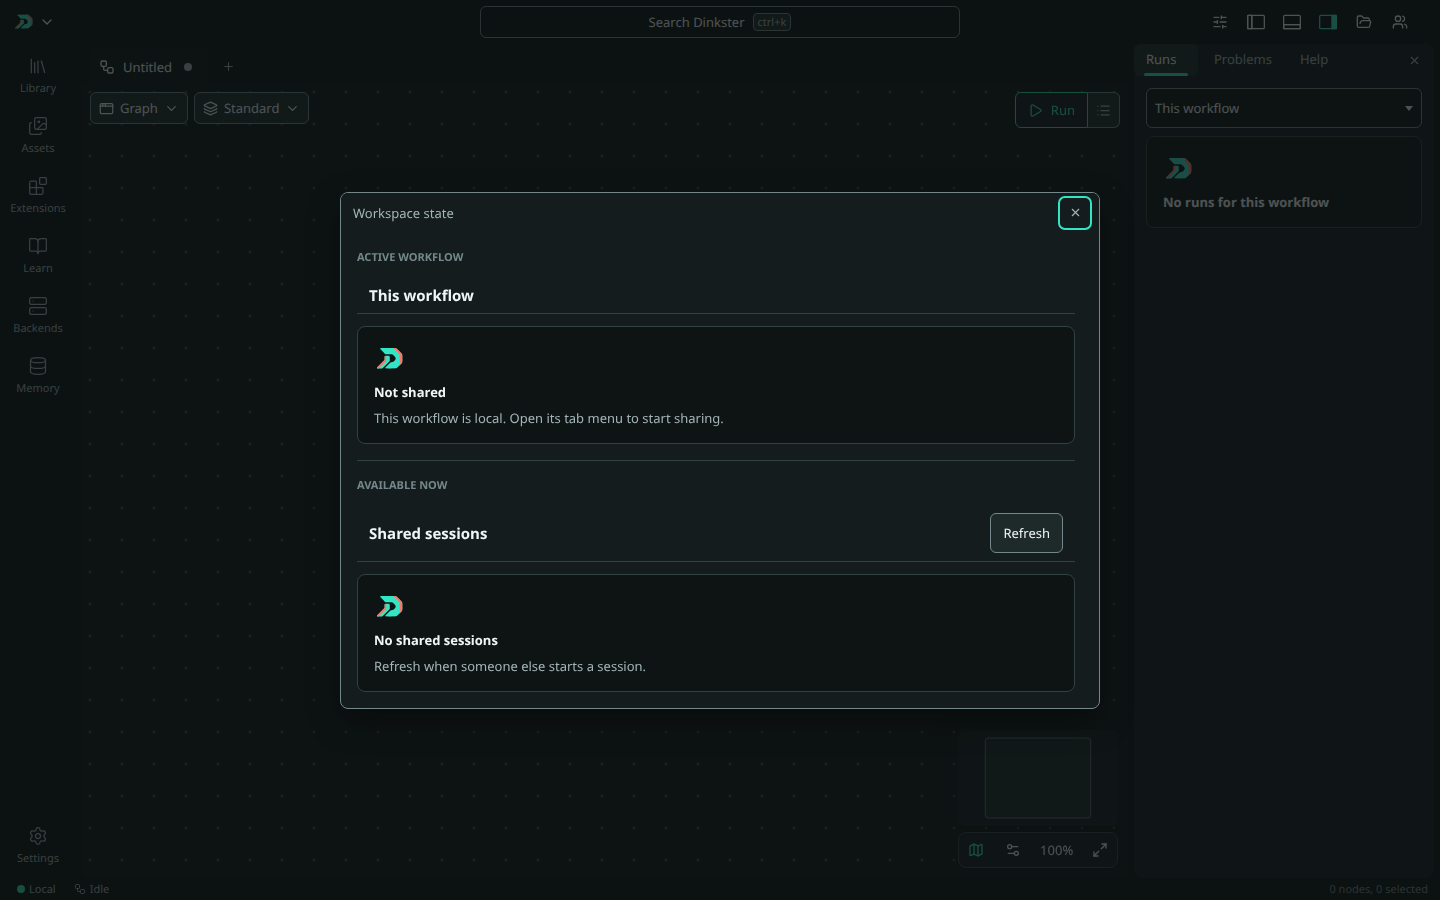 Search Dinkster ctrl+k
Library
Assets
Extensions
Learn
Backends
Memory
Settings
Untitled
Graph
Standard
Run
Runs Problems Help
This workflow
No runs for this workflow
Workspace state
ACTIVE WORKFLOW
This workflow
Not shared
This workflow is local. Open its tab menu to start sharing.
AVAILABLE NOW
Shared sessions
Refresh
No shared sessions
Refresh when someone else starts a session.
100%
Local
Idle
0 nodes, 0 selected